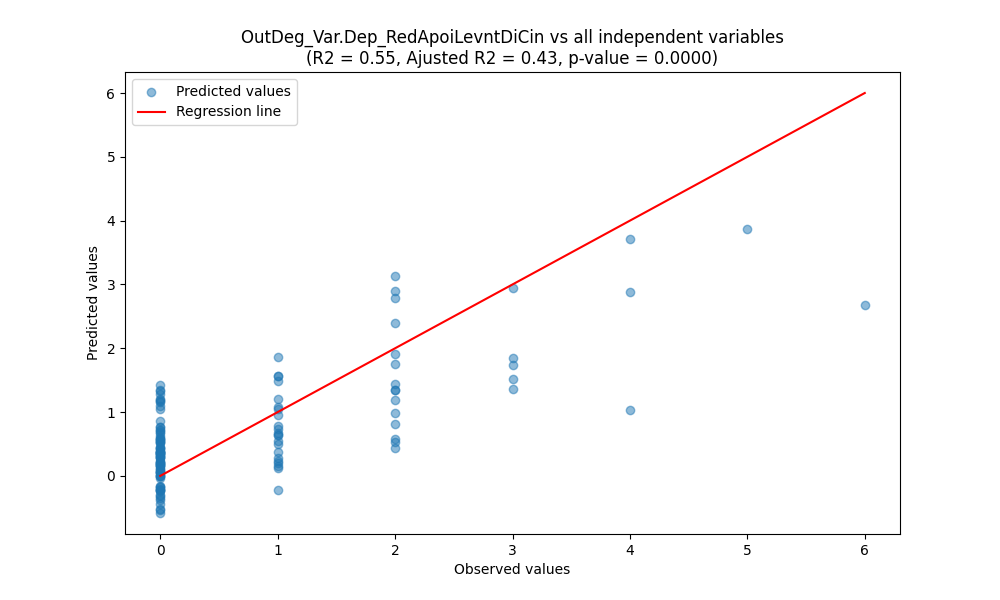 OutDeg_Var.Dep_RedApoiLevntDiCin vs all independent variables
(R2 = 0.55, Ajusted R2 = 0.43, p-value = 0.0000)
Predicted values
Regression line
6
5
4
3
2
1
0
Predicted values
0 1 2 3 4 5 6
Observed values